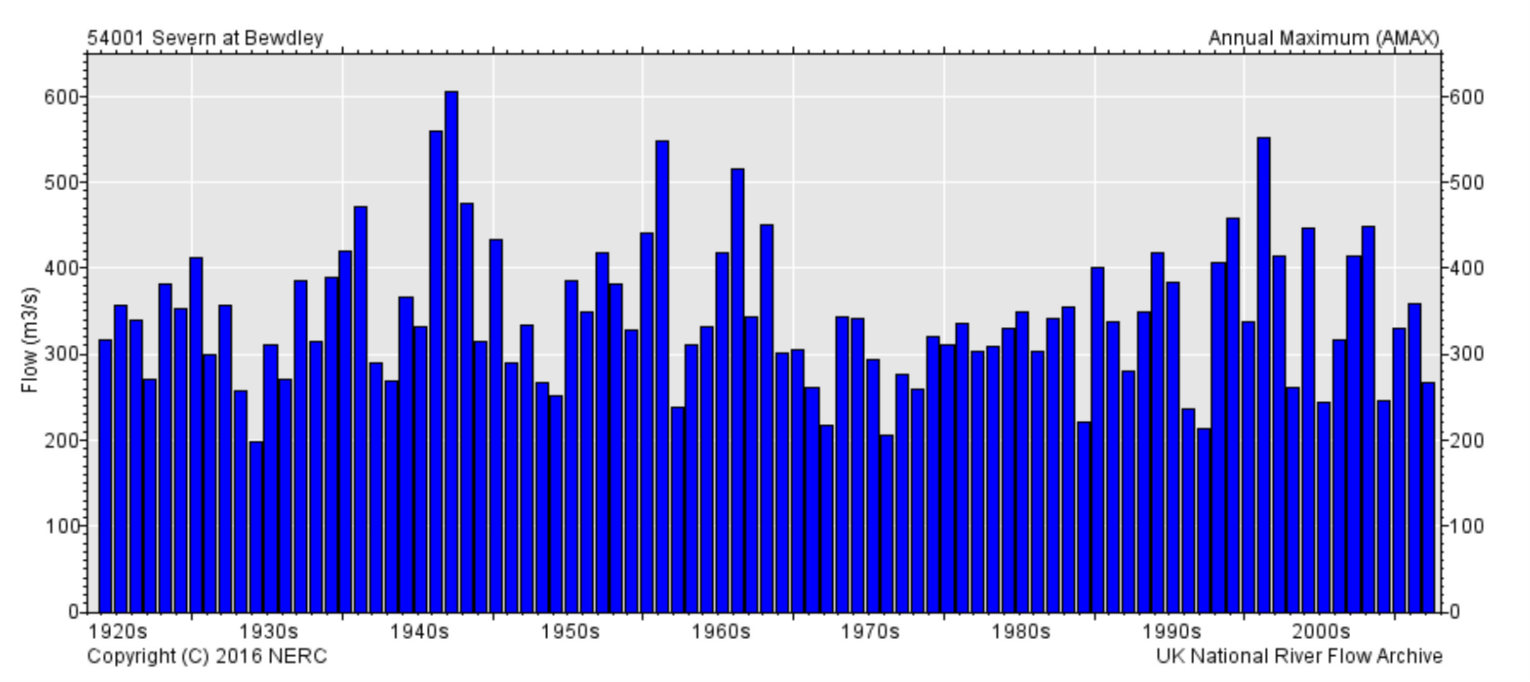 54001 Severn at Bewdley Annual Maximum (AMAX)
600 600
500 500
400 400
Flow (m3/s)
300 300
200 200
100 100
0 0
1920s 1930s 1940s 1950s 1960s 1970s 1980s 1990s 2000s
Copyright (C) 2016 NERC UK National River Flow Archive